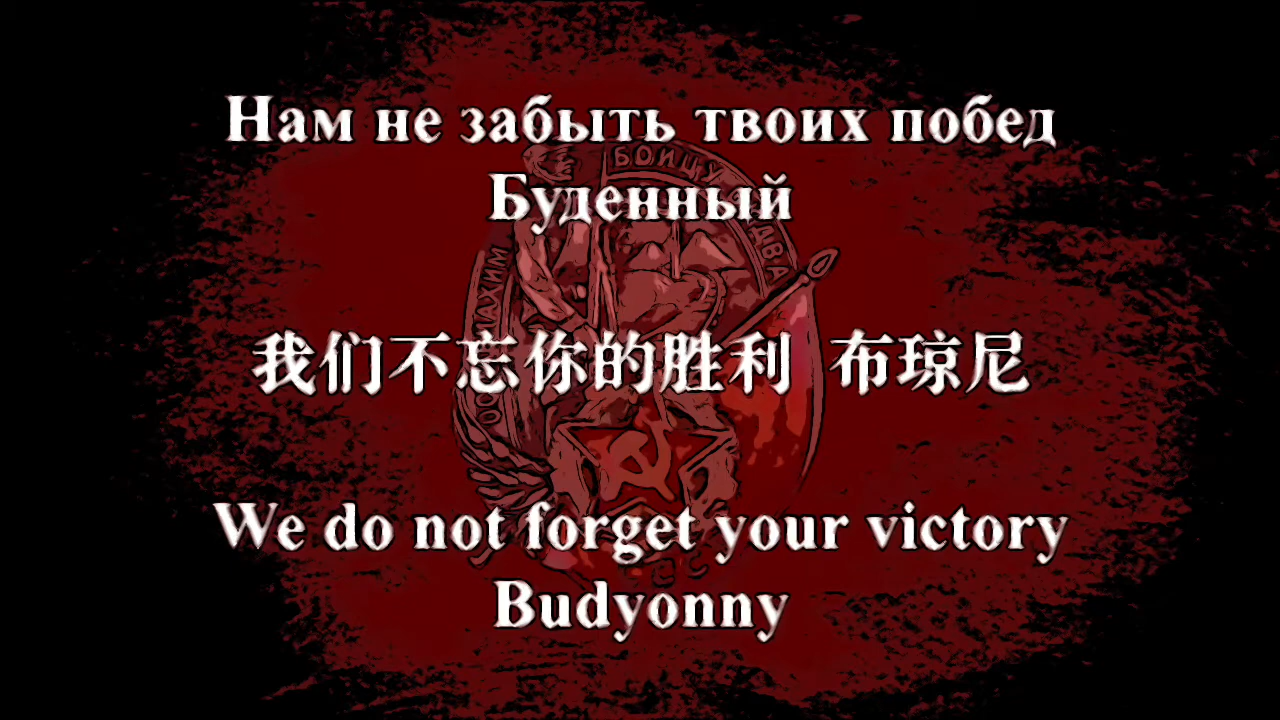 Нам не забыть твоих побед
Буденный
БОЙЦУ
我们不忘你的胜利 布琼尼
We do not forget your victory
Budyonny